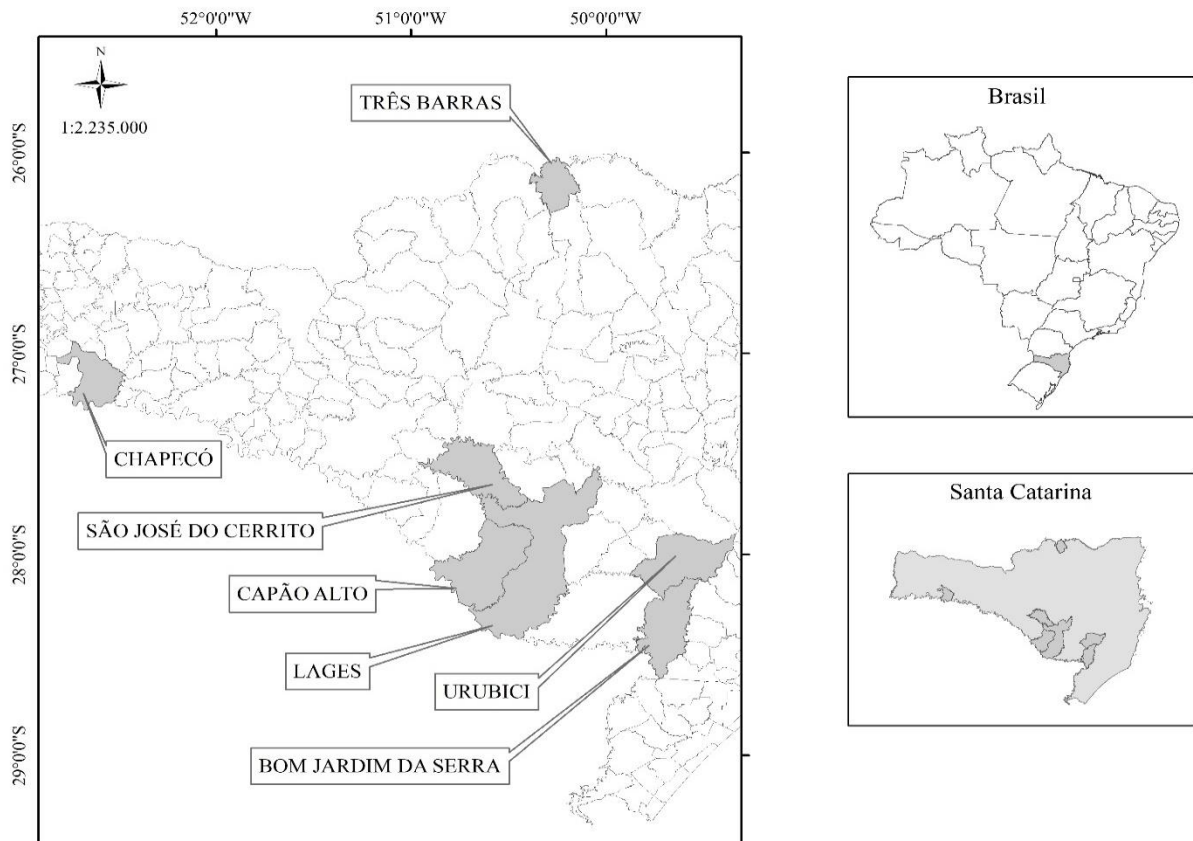 52°0'0"W
51°0'0"W
50°0'0"W
N
1:2.235.000
26°0'0"S
27°0'0"S
28°0'0"S
29°0'0"S
TRÊS BARRAS
CHAPECÓ
SÃO JOSÉ DO CERRITO
CAPÃO ALTO
LAGES
URUBICI
BOM JARDIM DA SERRA
Brasil
Santa Catarina